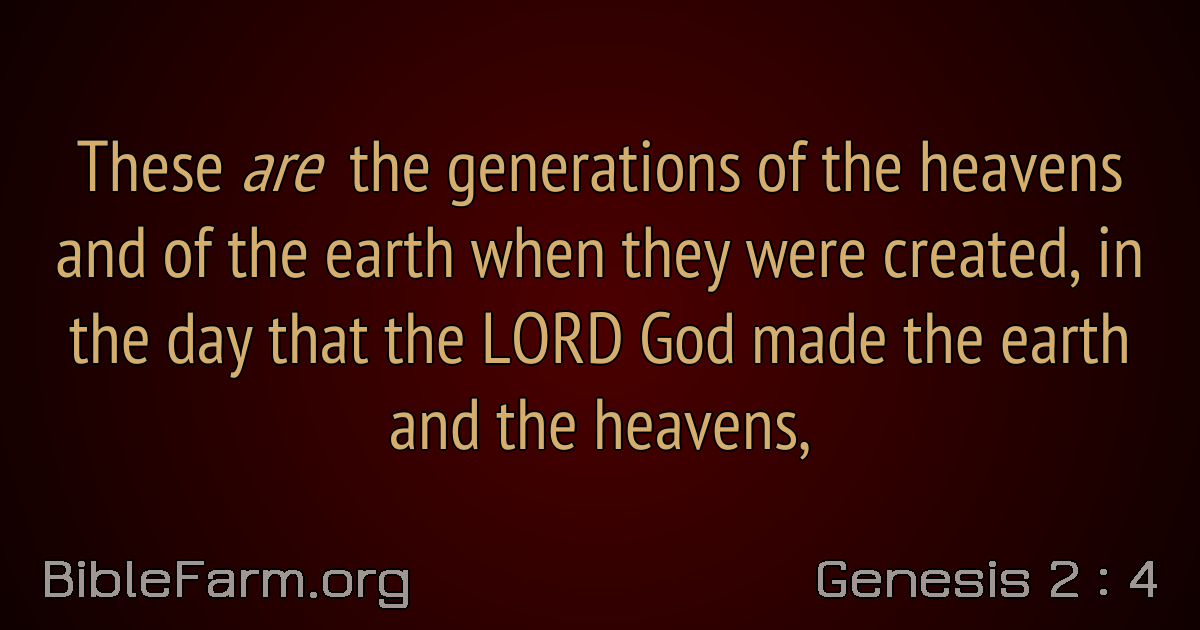 These are the generations of the heavens
and of the earth when they were created, in
the day that the LORD God made the earth
and the heavens,
BibleFarm.org
Genesis 2 : 4